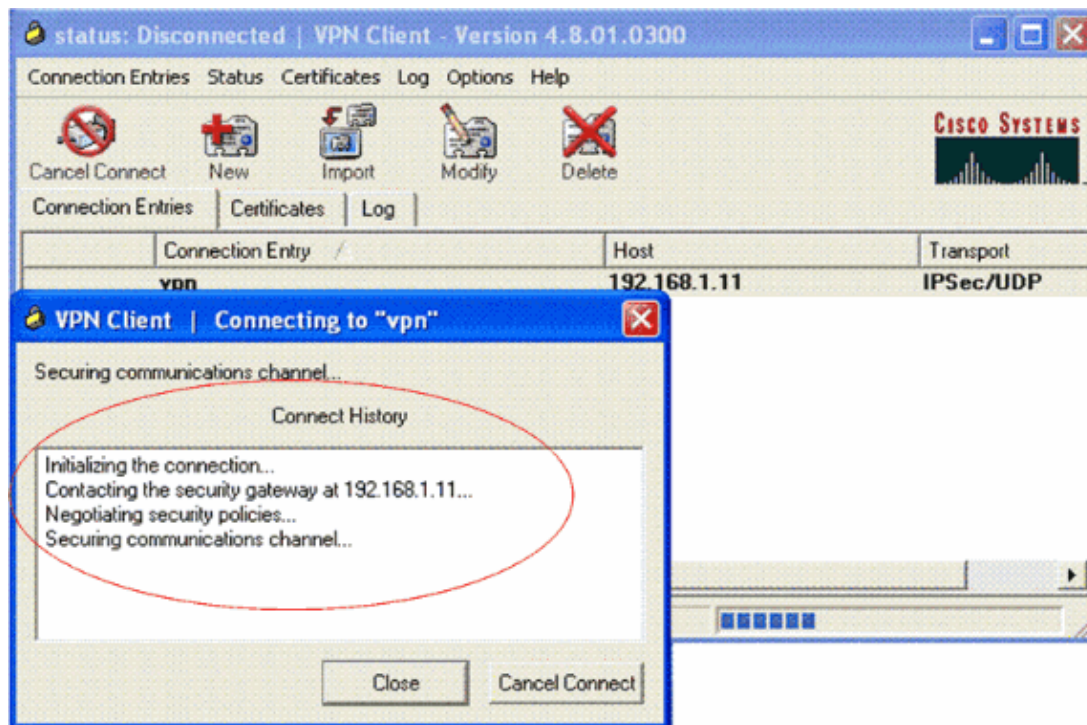 status: Disconnected | VPN Client - Version 4.8.01.0300
Connection Entries Status Certificates Log Options Help
Cancel Connect New Import Modify Delete
CISCO SYSTEMS
Connection Entries Certificates Log
Connection Entry Host Transport
vpn 192.168.1.11 IPSec/UDP
VPN Client | Connecting to "vpn"
Securing communications channel...
Connect History
Initializing the connection...
Contacting the security gateway at 192.168.1.11...
Negotiating security policies...
Securing communications channel...
Close Cancel Connect